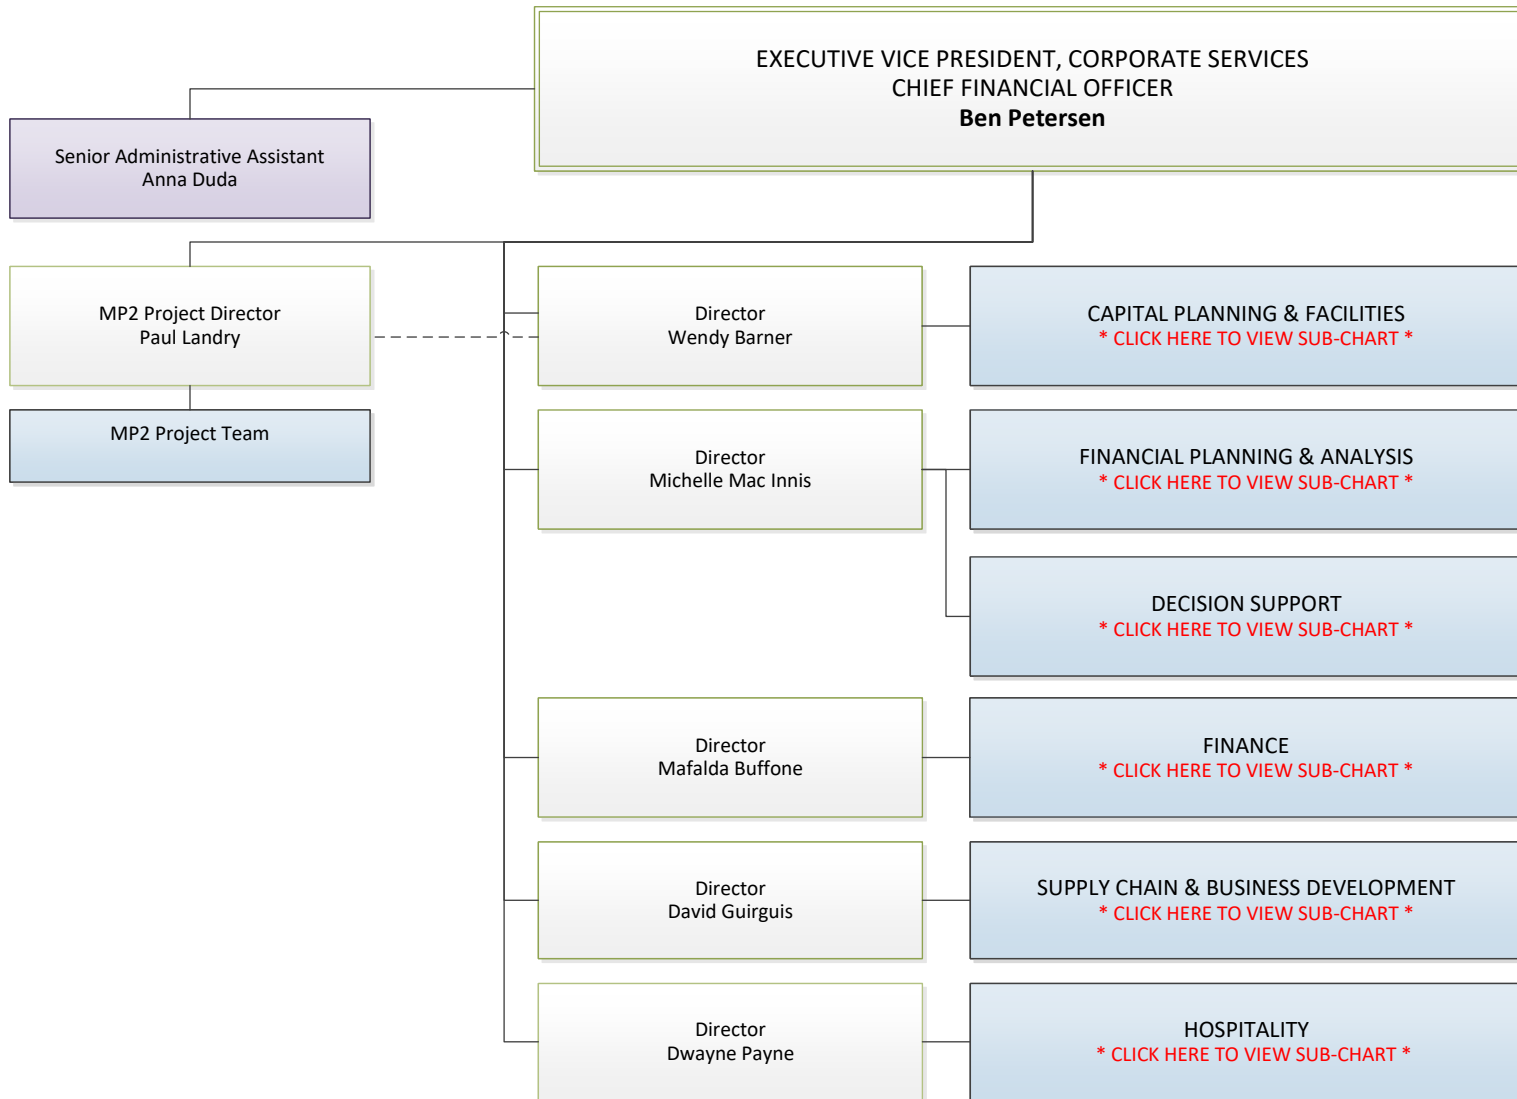 EXECUTIVE VICE PRESIDENT, CORPORATE SERVICES
CHIEF FINANCIAL OFFICER
Ben Petersen
Senior Administrative Assistant
Anna Duda
MP2 Project Director
Paul Landry
MP2 Project Team
Director
Wendy Barner
CAPITAL PLANNING & FACILITIES
* CLICK HERE TO VIEW SUB-CHART *
Director
Michelle Mac Innis
FINANCIAL PLANNING & ANALYSIS
* CLICK HERE TO VIEW SUB-CHART *
DECISION SUPPORT
* CLICK HERE TO VIEW SUB-CHART *
Director
Mafalda Buffone
FINANCE
* CLICK HERE TO VIEW SUB-CHART *
Director
David Guirguis
SUPPLY CHAIN & BUSINESS DEVELOPMENT
* CLICK HERE TO VIEW SUB-CHART *
Director
Dwayne Payne
HOSPITALITY
* CLICK HERE TO VIEW SUB-CHART *